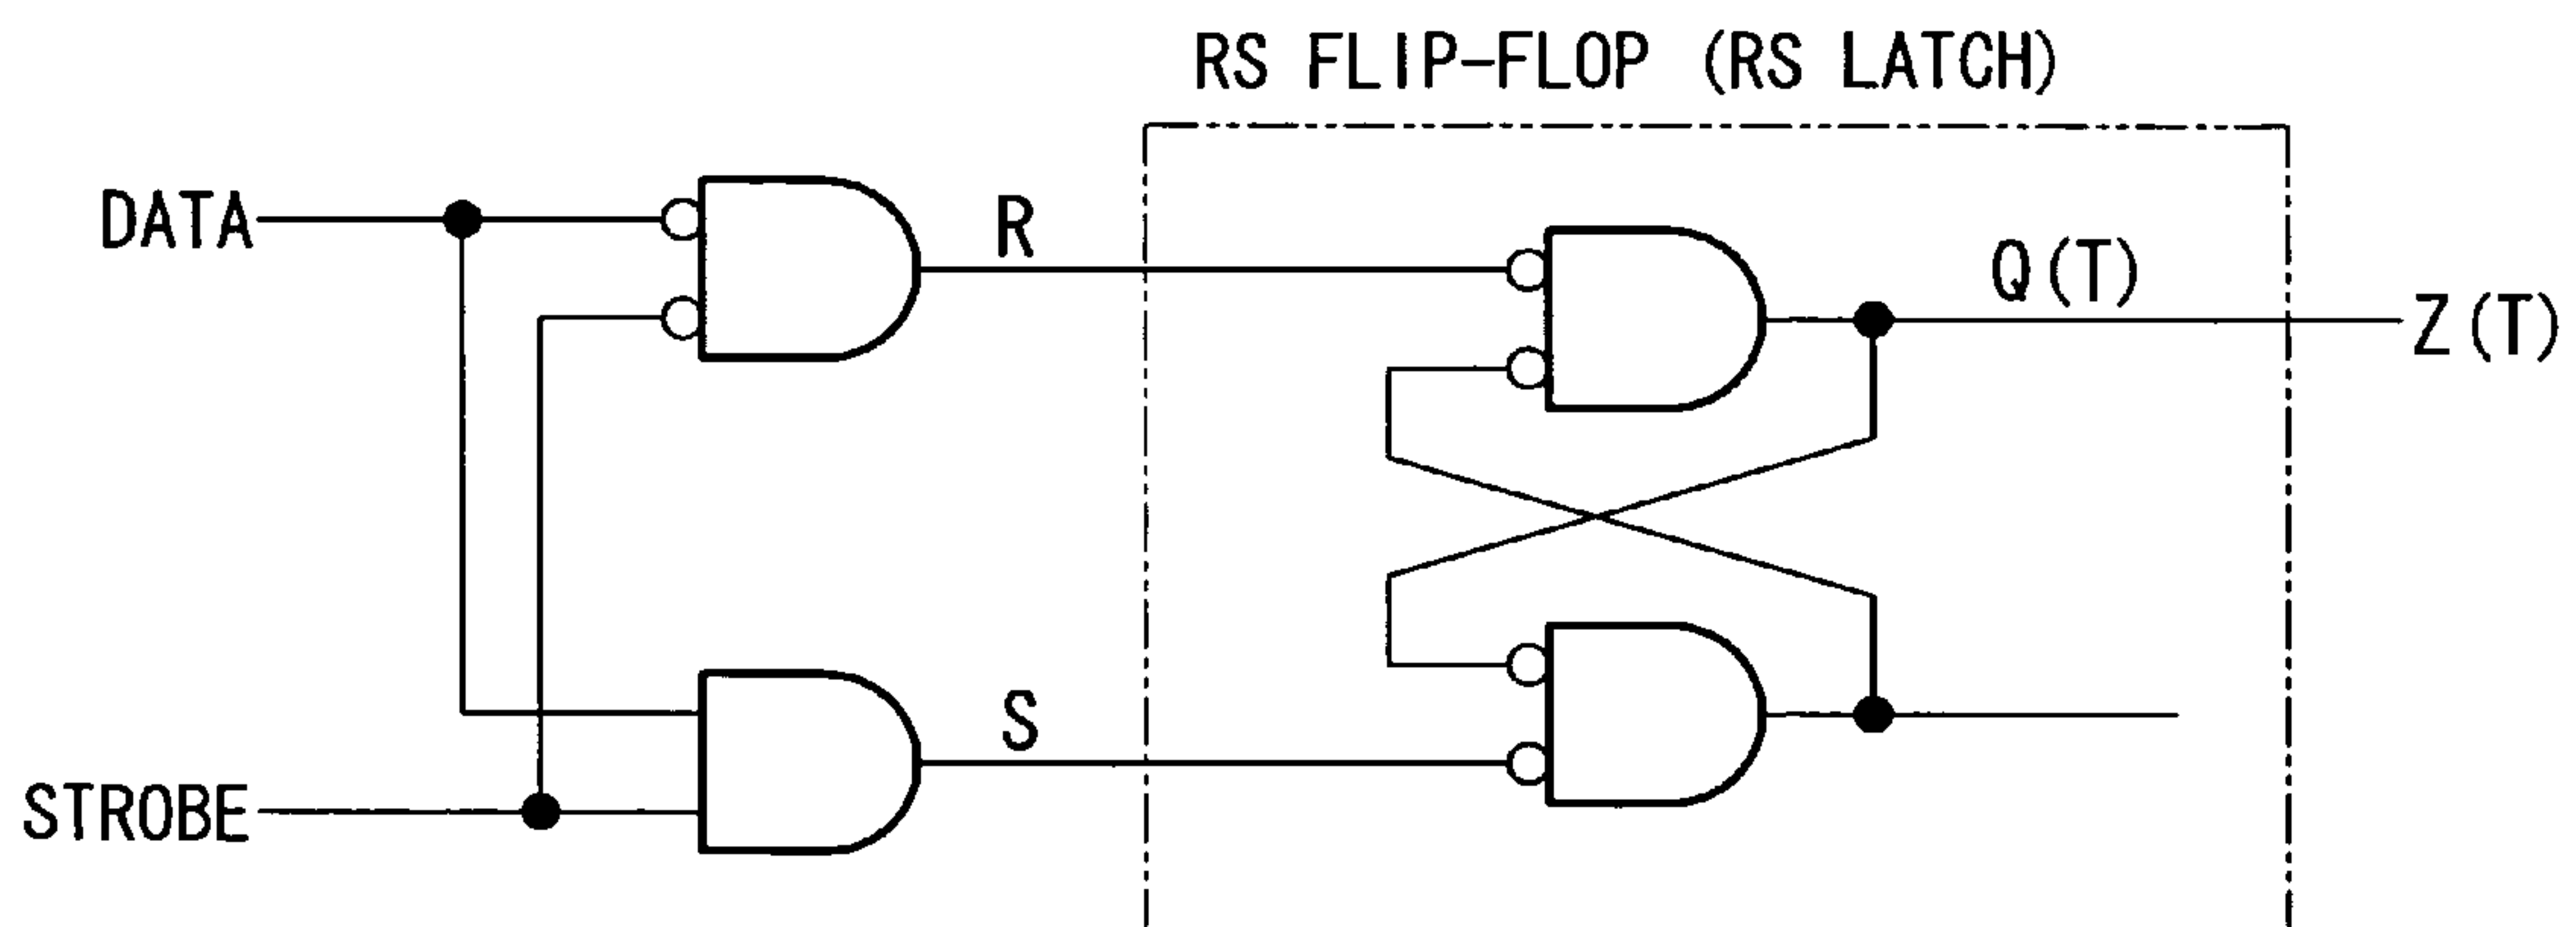 RS FLIP-FLOP (RS LATCH)
DATA
R
Q(T)
Z(T)
S
STROBE